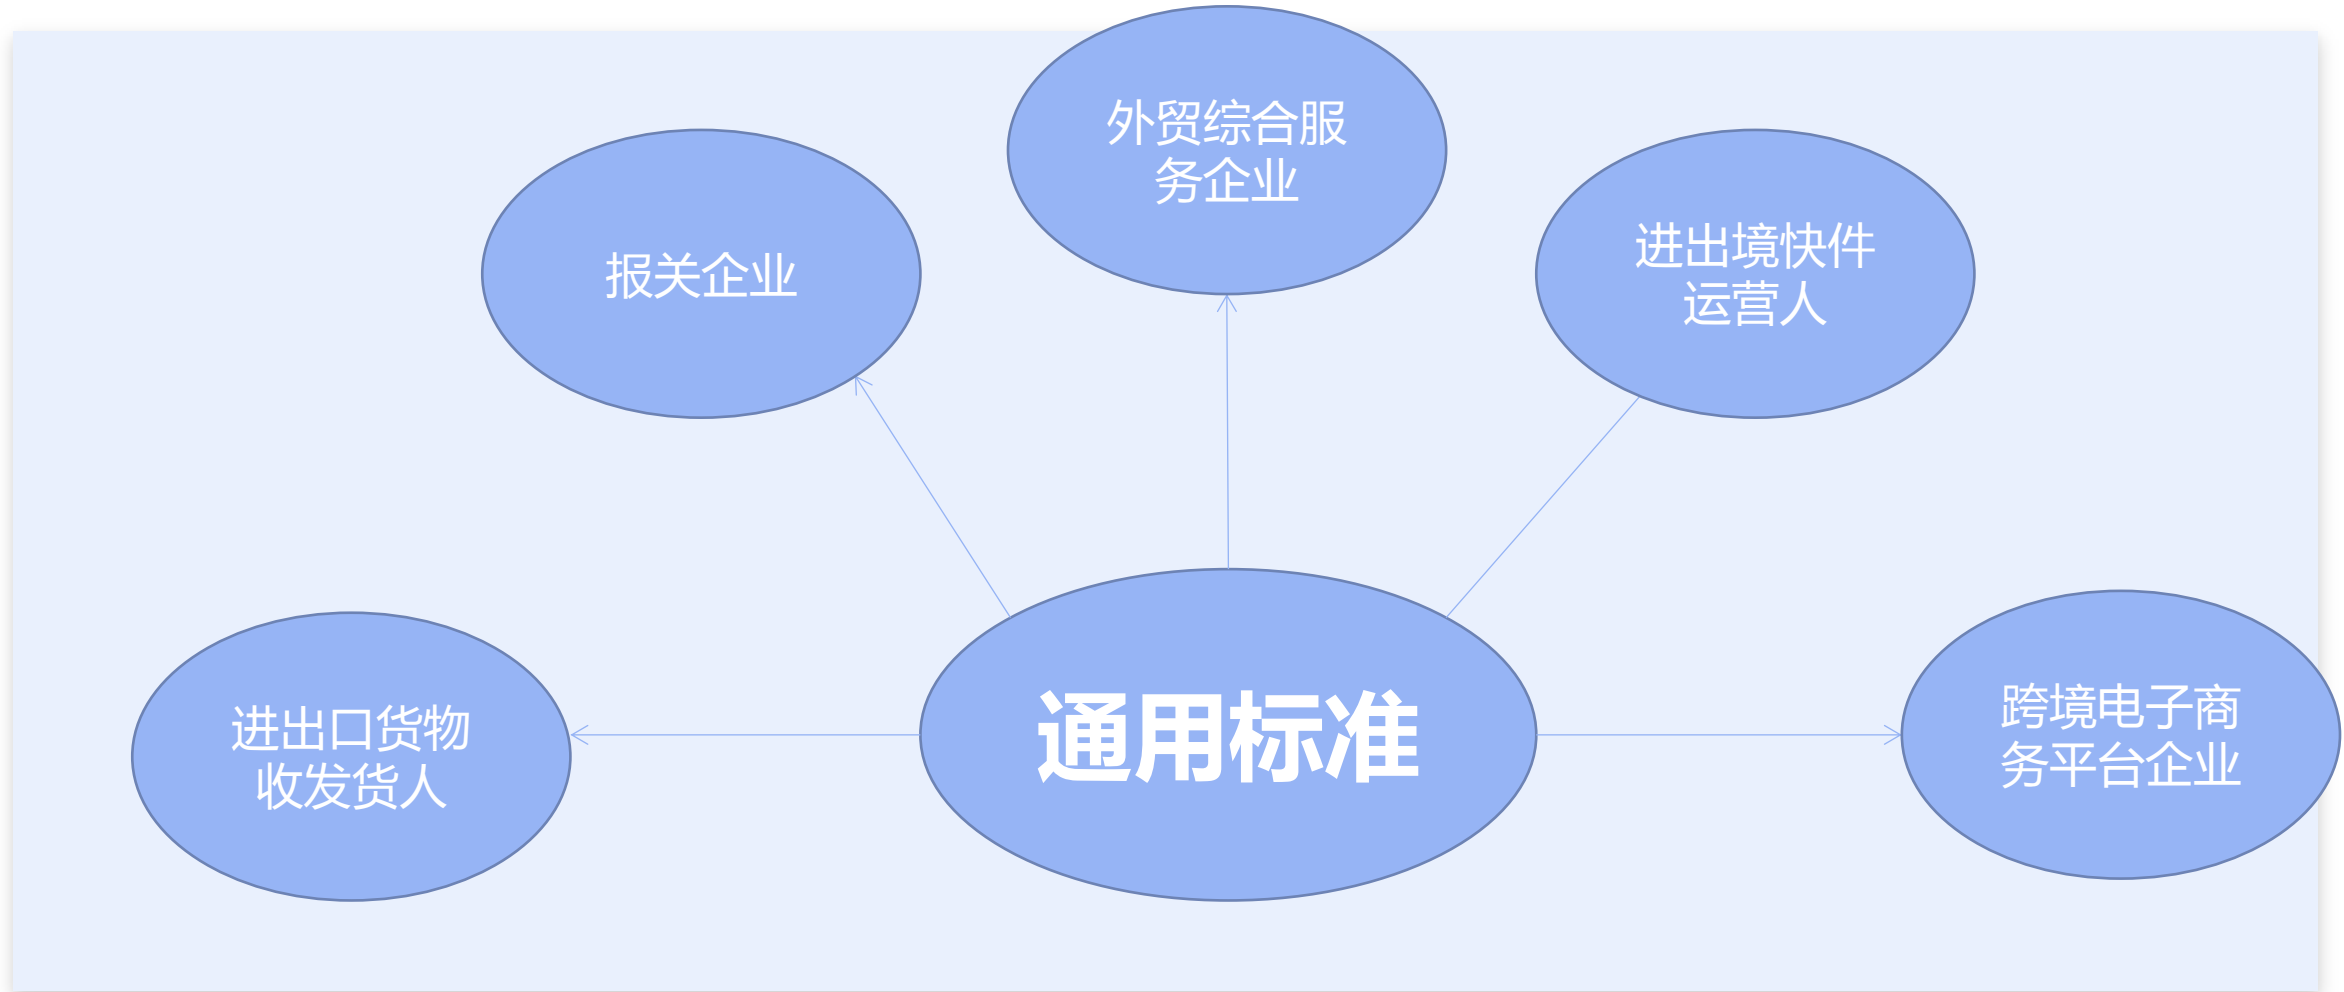 外贸综合服
务企业
报关企业
进出境快件
运营人
通用标准
进出口货物
收发货人
跨境电子商
务平台企业